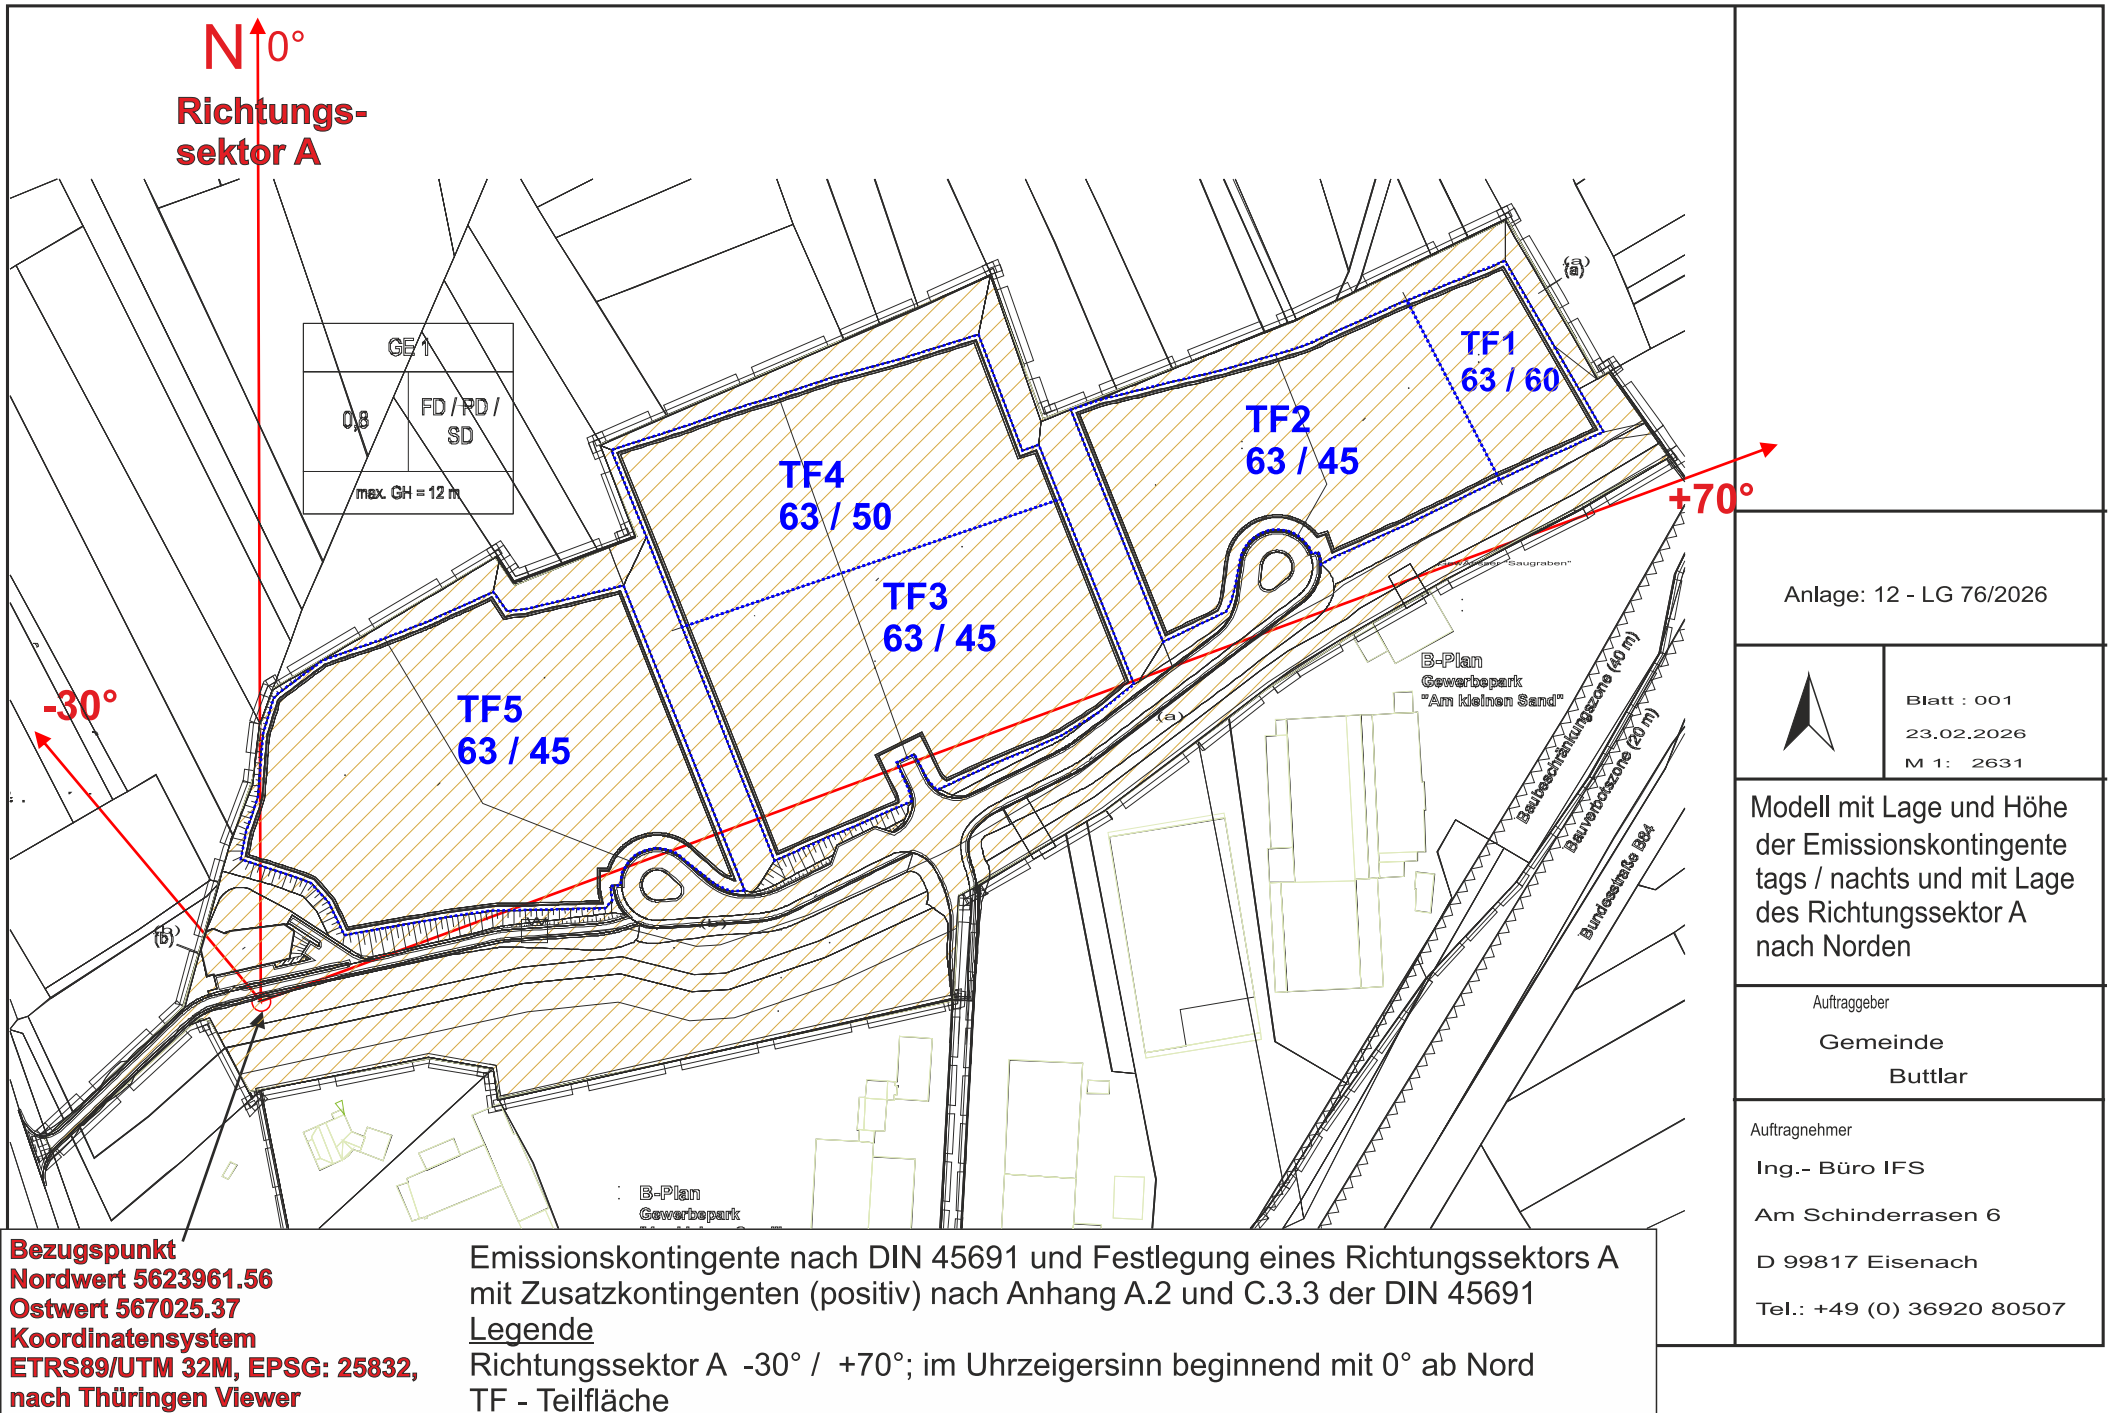 N 0°
Richtungs-
sektor A
GE 1
0,8
FD / PD /
SD
max. GH = 12 m
(a)
(a)
TF1
63 / 60
TF2
63 / 45
TF4
63 / 50
TF3
63 / 45
TF5
63 / 45
+70°
-30°
Gewässer "Saugraben"
B-Plan
Gewerbepark
"Am kleinen Sand"
(a)
(b)
(b)
(b)
Baubeschränkungszone (40 m)
Bauverbotszone (20 m)
Bundesstraße B84
B-Plan
Gewerbepark
Anlage: 12 - LG 76/2026
Blatt : 001
23.02.2026
M 1: 2631
Modell mit Lage und Höhe
der Emissionskontingente
tags / nachts und mit Lage
des Richtungssektor A
nach Norden
Auftraggeber
Gemeinde
Buttlar
Auftragnehmer
Ing.- Büro IFS
Am Schinderrasen 6
D 99817 Eisenach
Tel.: +49 (0) 36920 80507
Bezugspunkt
Nordwert 5623961.56
Ostwert 567025.37
Koordinatensystem
ETRS89/UTM 32M, EPSG: 25832,
nach Thüringen Viewer
Emissionskontingente nach DIN 45691 und Festlegung eines Richtungssektors A
mit Zusatzkontingenten (positiv) nach Anhang A.2 und C.3.3 der DIN 45691
Legende
Richtungssektor A -30° / +70°; im Uhrzeigersinn beginnend mit 0° ab Nord
TF - Teilfläche